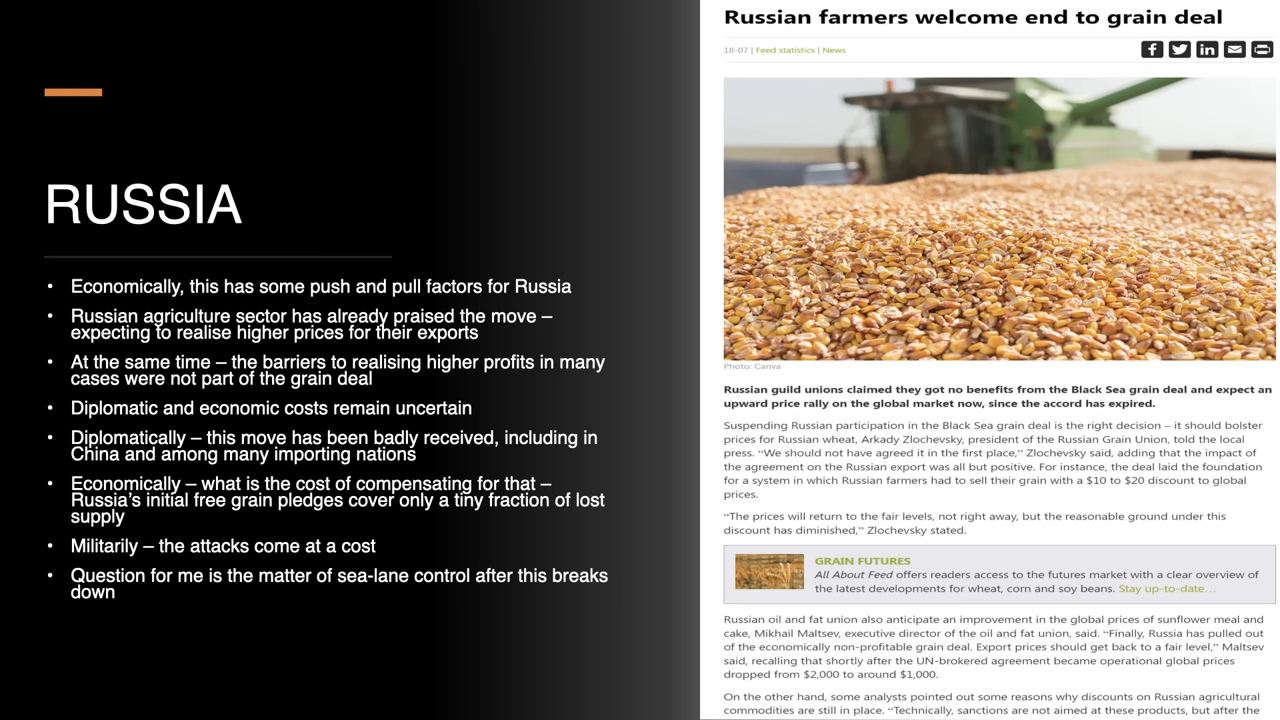 RUSSIA
• Economically, this has some push and pull factors for Russia
• Russian agriculture sector has already praised the move –
expecting to realise higher prices for their exports
• At the same time – the barriers to realising higher profits in many
cases were not part of the grain deal
• Diplomatic and economic costs remain uncertain
• Diplomatically – this move has been badly received, including in
China and among many importing nations
• Economically – what is the cost of compensating for that –
Russia's initial free grain pledges cover only a tiny fraction of lost
supply
• Militarily – the attacks come at a cost
• Question for me is the matter of sea-lane control after this breaks
down
Russian farmers welcome end to grain deal
18-07 | Feed statistics | News
Photo: Canva
Russian guild unions claimed they got no benefits from the Black Sea grain deal and expect an
upward price rally on the global market now, since the accord has expired.
Suspending Russian participation in the Black Sea grain deal is the right decision – it should bolster
prices for Russian wheat, Arkady Zlochevsky, president of the Russian Grain Union, told the local
press. “We should not have agreed it in the first place,” Zlochevsky said, adding that the impact of
the agreement on the Russian export was all but positive. For instance, the deal laid the foundation
for a system in which Russian farmers had to sell their grain with a $10 to $20 discount to global
prices.
“The prices will return to the fair levels, not right away, but the reasonable ground under this
discount has diminished,” Zlochevsky stated.
GRAIN FUTURES
All About Feed offers readers access to the futures market with a clear overview of
the latest developments for wheat, corn and soy beans. Stay up-to-date…
Russian oil and fat union also anticipate an improvement in the global prices of sunflower meal and
cake, Mikhail Maltsev, executive director of the oil and fat union, said. “Finally, Russia has pulled out
of the economically non-profitable grain deal. Export prices should get back to a fair level,” Maltsev
said, recalling that shortly after the UN-brokered agreement became operational global prices
dropped from $2,000 to around $1,000.
On the other hand, some analysts pointed out some reasons why discounts on Russian agricultural
commodities are still in place. “Technically, sanctions are not aimed at these products, but after the